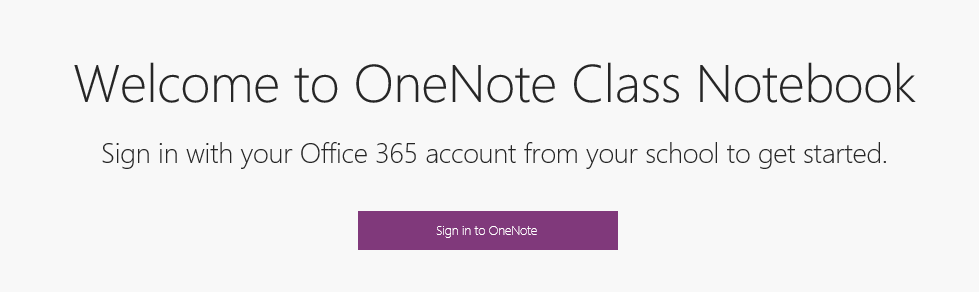 Welcome to OneNote Class Notebook
Sign in with your Office 365 account from your school to get started.
Sign in to OneNote